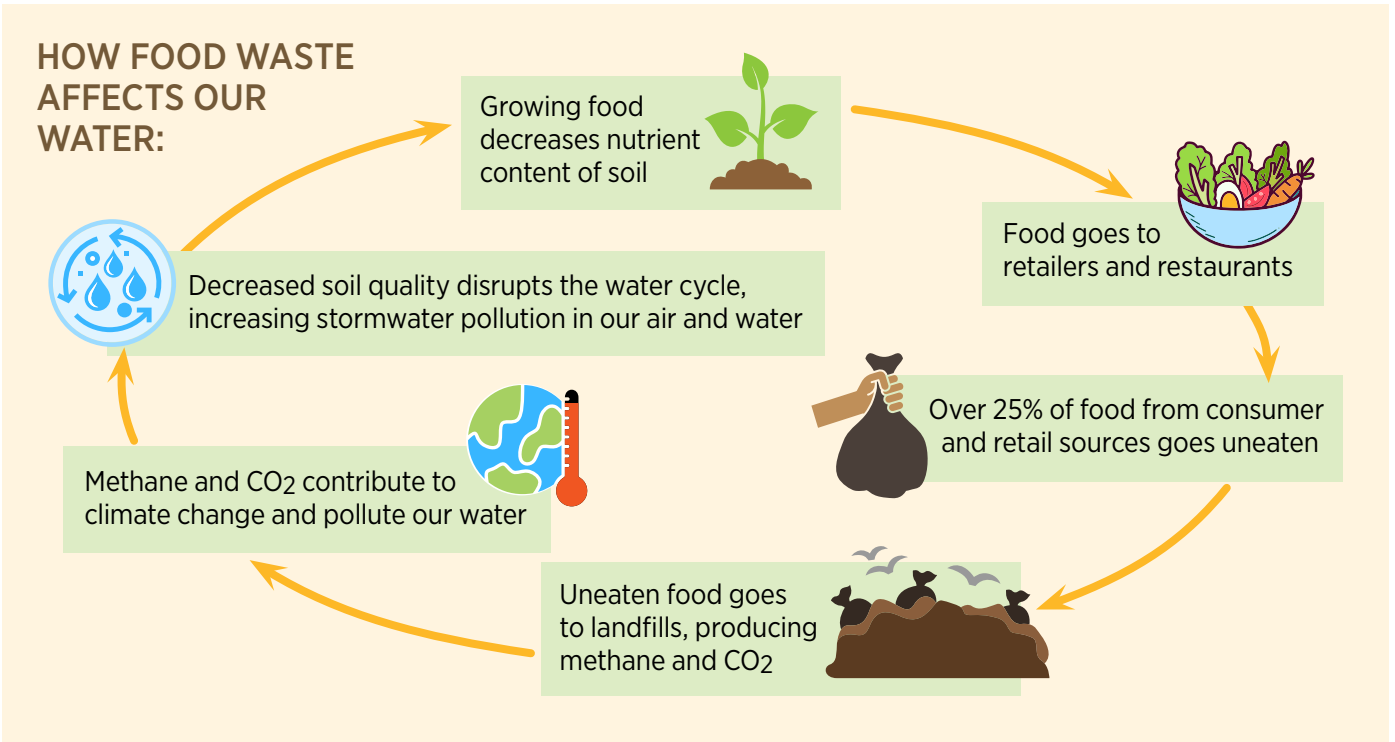 HOW FOOD WASTE
AFFECTS OUR
WATER:
Growing food
decreases nutrient
content of soil
Food goes to
retailers and restaurants
Over 25% of food from consumer
and retail sources goes uneaten
Uneaten food goes
to landfills, producing
methane and CO2
Methane and CO2 contribute to
climate change and pollute our water
Decreased soil quality disrupts the water cycle,
increasing stormwater pollution in our air and water